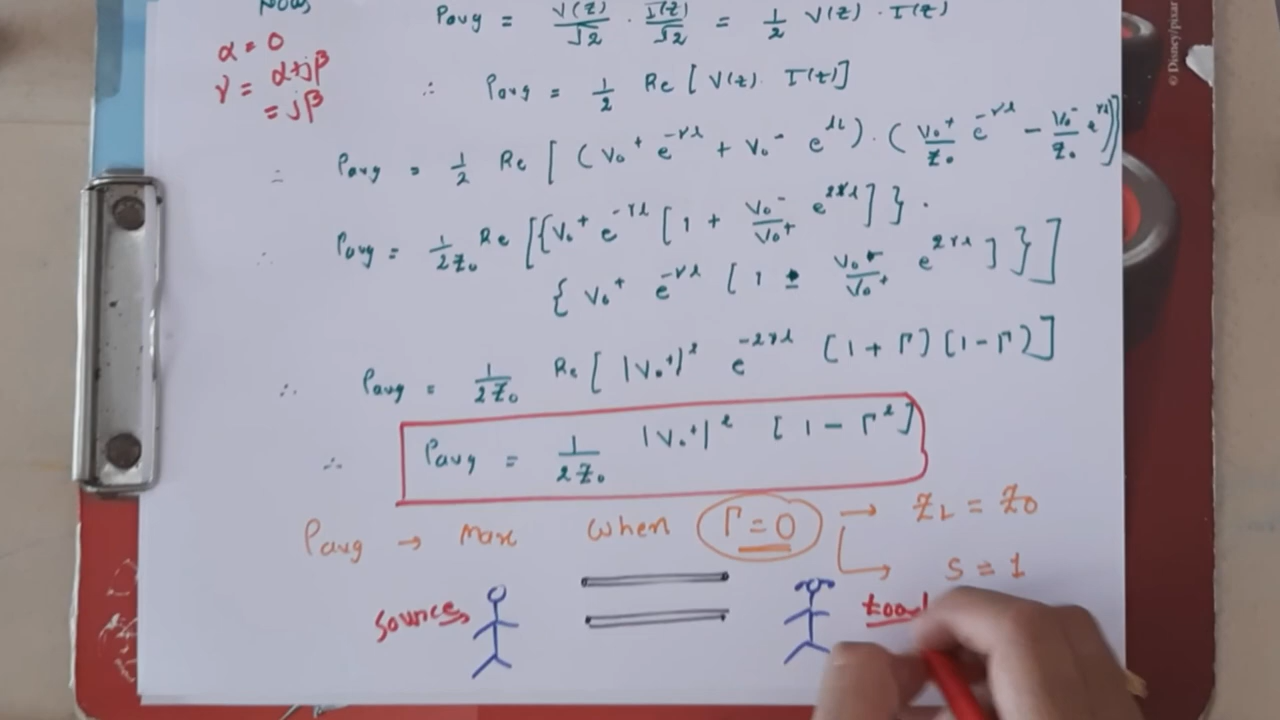 Pavg = V(z)/√2 · I(z)/√2 = 1/2 V(z) · I(z)
α = 0
γ = α+jβ
= jβ
∴ Pavg = 1/2 Re [ V(z) · I(z)]
∴ Pavg = 1/2 Re [ (V0+ e^-γl + V0- e^γl) · ( V0+/Z0 e^-γl - V0-/Z0 e^γl)]
∴ Pavg = 1/2Z0 Re [{V0+ e^-γl [1 + V0-/V0+ e^2γl] } ·
{ V0+ e^-γl [ 1 - V0-/V0+ e^2γl ] } ]
∴ Pavg = 1/2Z0 Re [ |V0+|² e^-2γl (1 + Γ) (1 - Γ)]
∴ Pavg = 1/2Z0 |V0+|² [ 1 - Γ²]
Pavg → Max when Γ = 0 → ZL = Z0
→ S = 1
Source
© Disney/Pixar